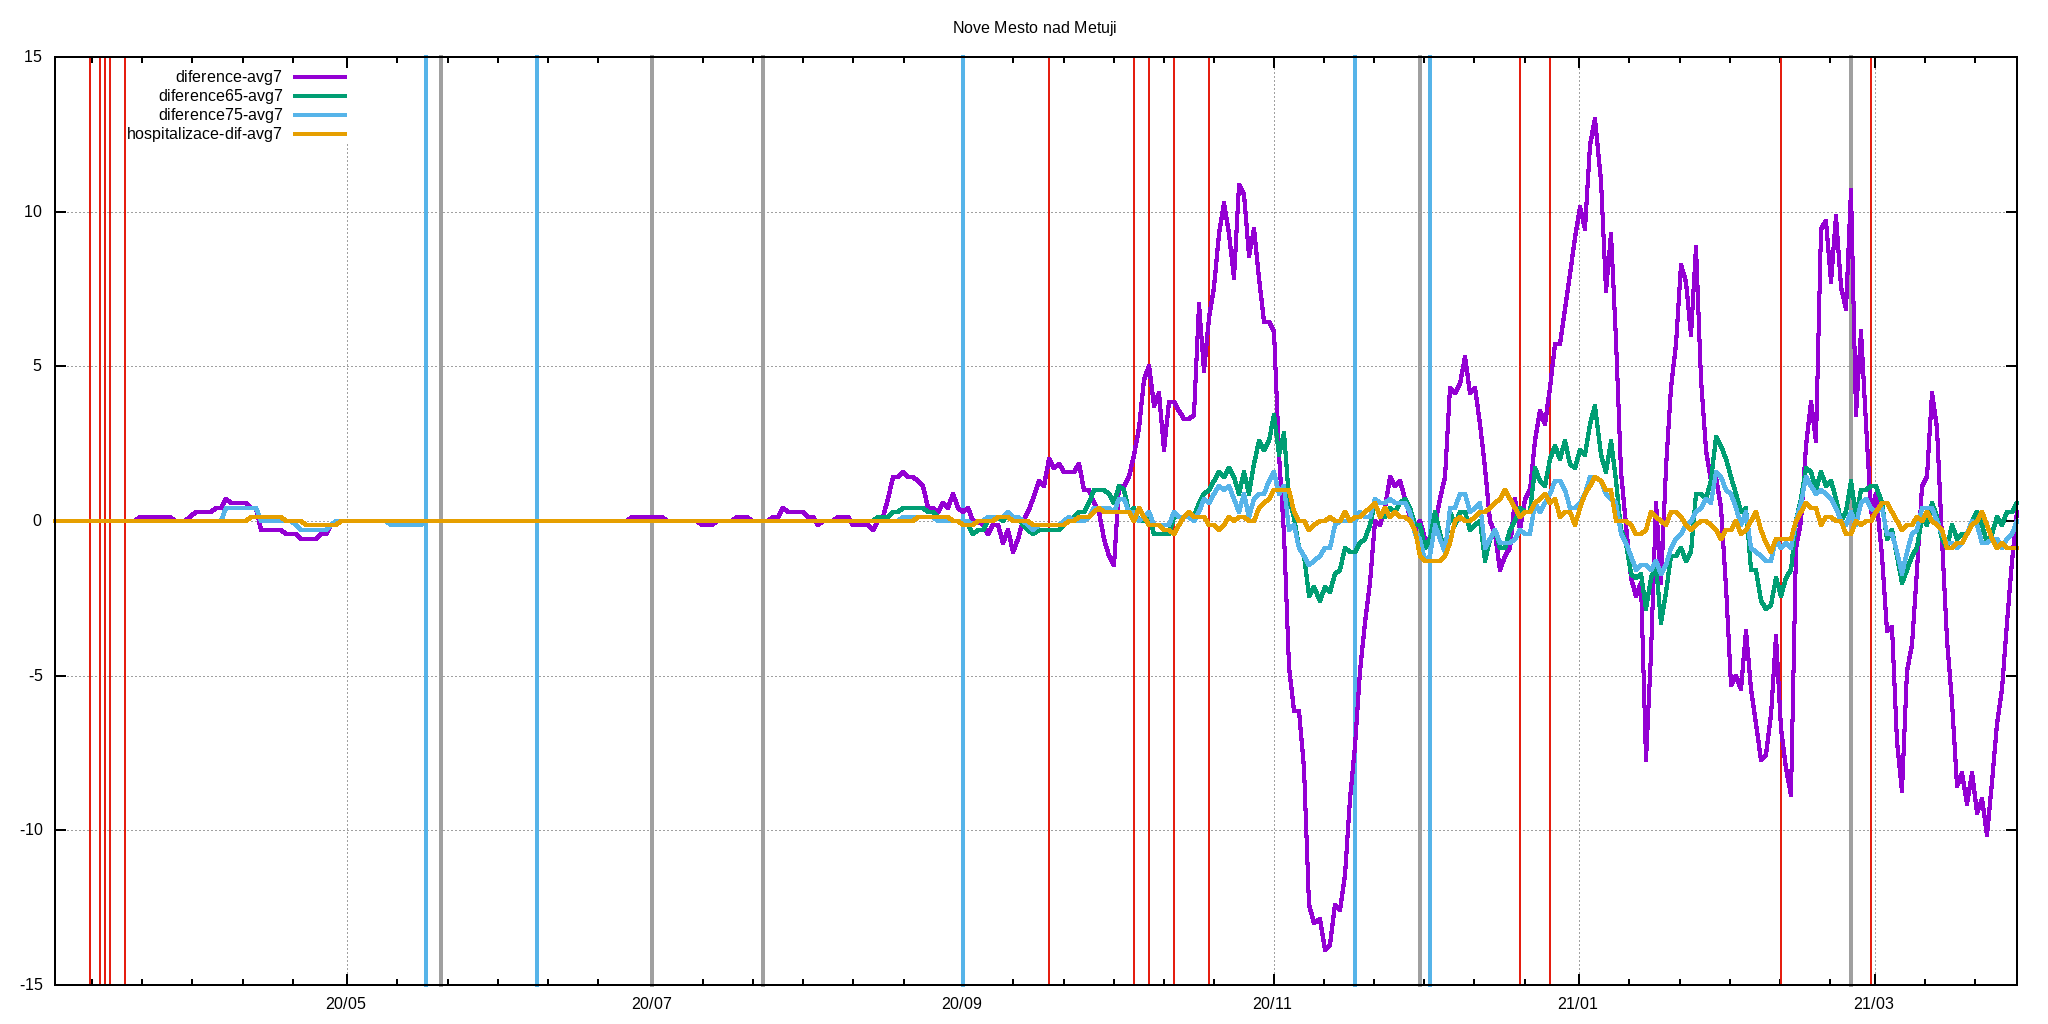 Nove Mesto nad Metuji
15
10
5
0
-5
-10
-15
diference-avg7
diference65-avg7
diference75-avg7
hospitalizace-dif-avg7
20/05 20/07 20/09 20/11 21/01 21/03